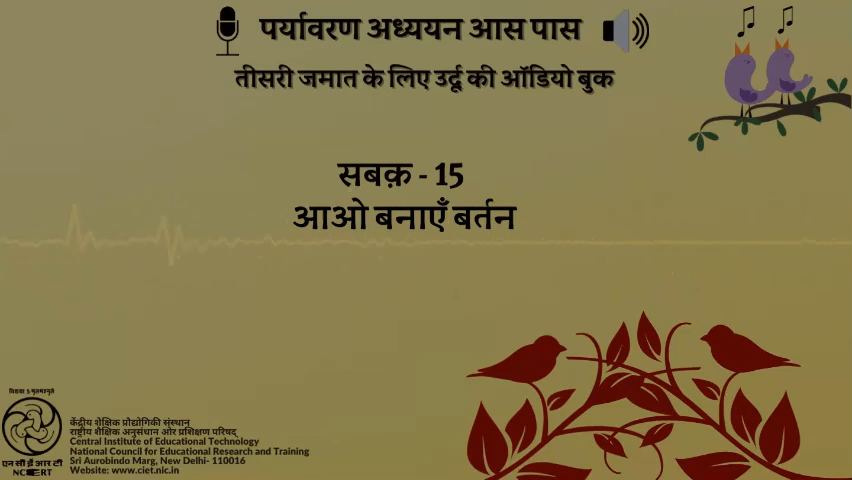 पर्यावरण अध्ययन आस पास
तीसरी जमात के लिए उर्दू की ऑडियो बुक
सबक़ - 15
आओ बनाएँ बर्तन
केंद्रीय शैक्षिक प्रौद्योगिकी संस्थान
राष्ट्रीय शैक्षिक अनुसंधान और प्रशिक्षण परिषद्
Central Institute of Educational Technology
National Council for Educational Research and Training
Sri Aurobindo Marg, New Delhi- 110016
Website: www.ciet.nic.in
एन सी ई आर टी
NCERT